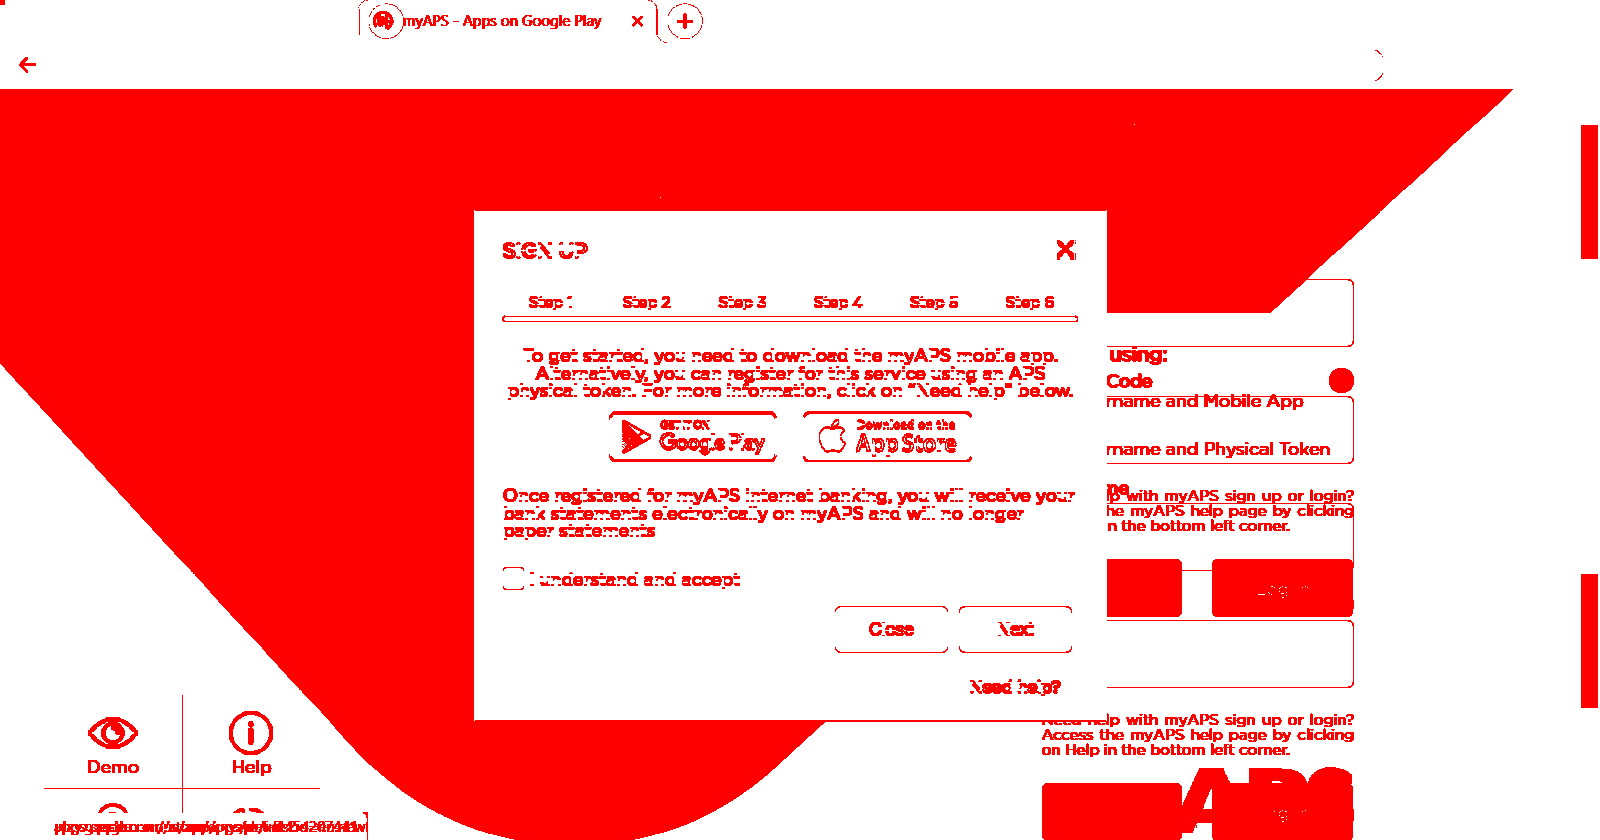 myAPS - Apps on Google Play
SIGN UP
Step 1 Step 2 Step 3 Step 4 Step 5 Step 6
To get started, you need to download the myAPS mobile app.
Alternatively, you can register for this service using an APS
physical token. For more information, click on "Need help" below.
GET IT ON
Google Play
Download on the
App Store
Once registered for myAPS internet banking, you will receive your
bank statements electronically on myAPS and will no longer
paper statements
I understand and accept
Close Next
Need help?
using:
Code
rname and Mobile App
rname and Physical Token
me
lp with myAPS sign up or login?
he myAPS help page by clicking
n the bottom left corner.
Login
Need help with myAPS sign up or login?
Access the myAPS help page by clicking
on Help in the bottom left corner.
APS
Demo Help